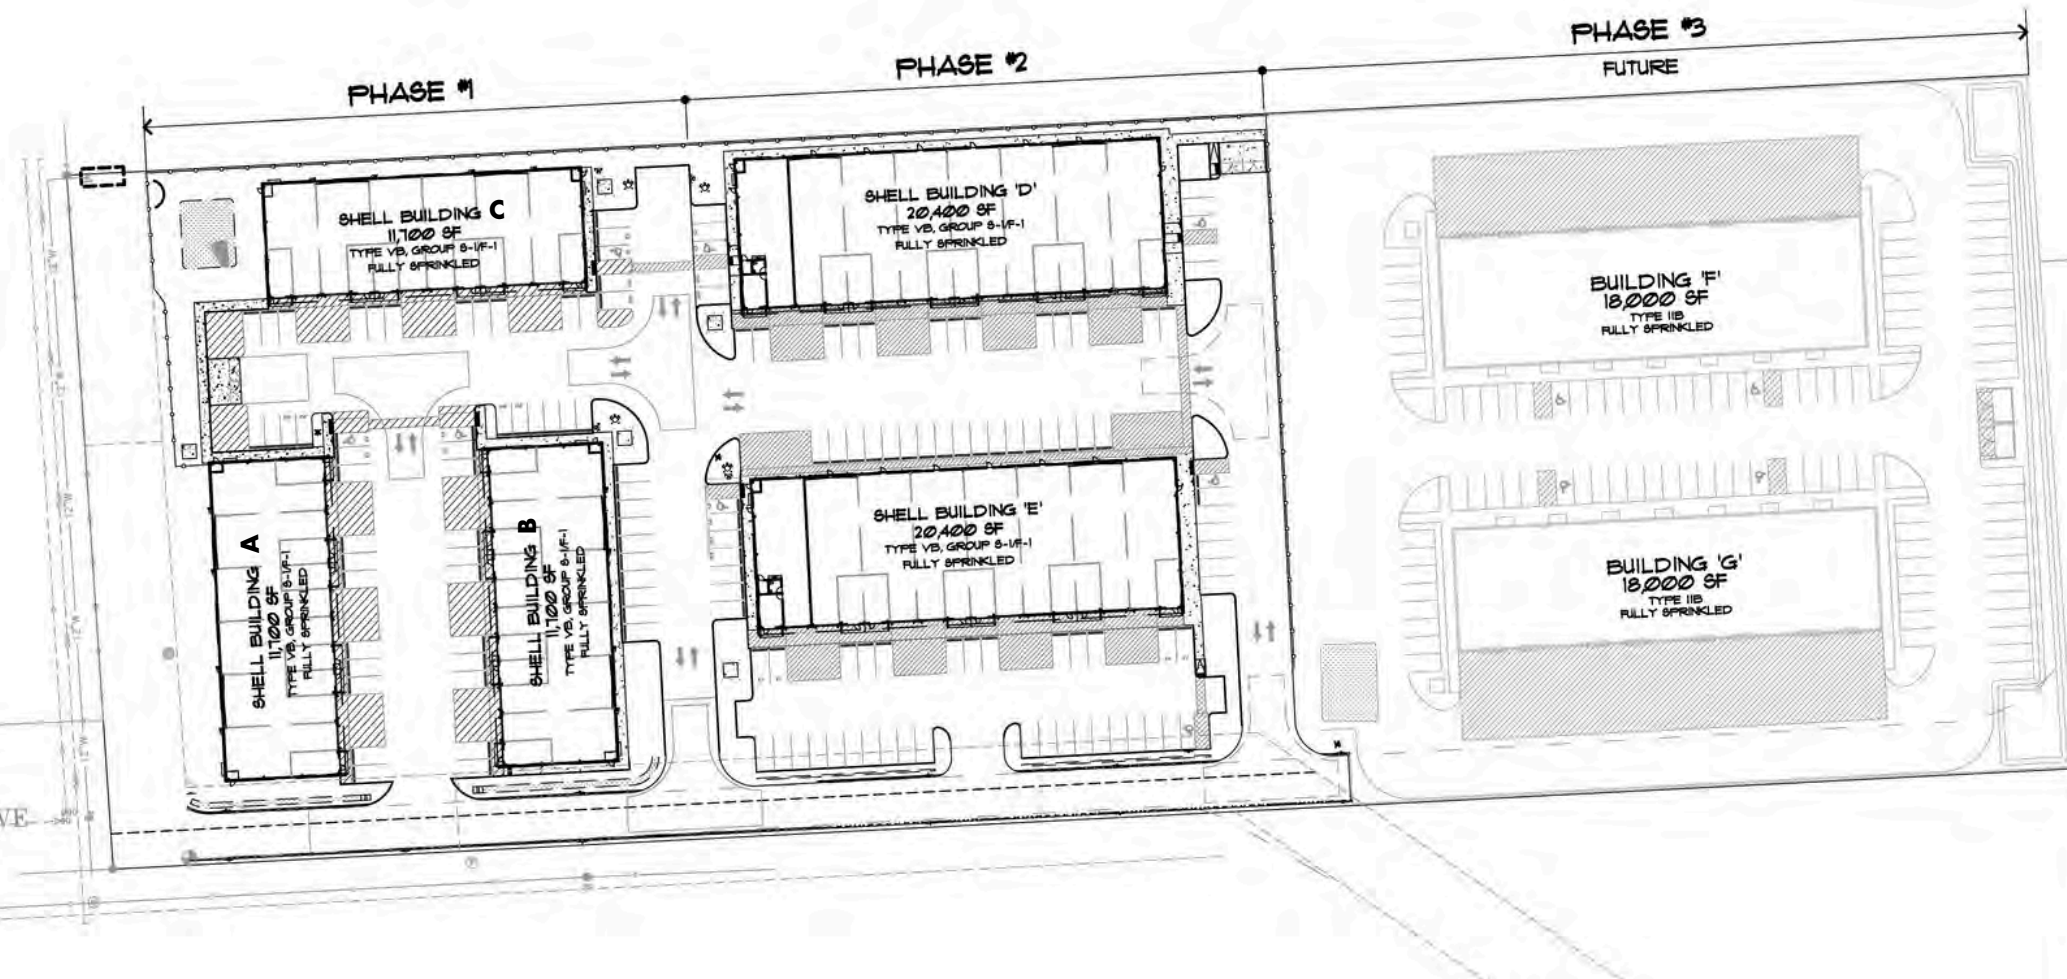 PHASE #1
PHASE #2
PHASE #3
FUTURE
SHELL BUILDING C
11,700 SF
TYPE VB, GROUP S-1/F-1
FULLY SPRINKLED
SHELL BUILDING 'D'
20,400 SF
TYPE VB, GROUP S-1/F-1
FULLY SPRINKLED
BUILDING 'F'
18,000 SF
TYPE IIB
FULLY SPRINKLED
SHELL BUILDING A
11,700 SF
TYPE VB, GROUP S-1/F-1
FULLY SPRINKLED
SHELL BUILDING B
11,700 SF
TYPE VB, GROUP S-1/F-1
FULLY SPRINKLED
SHELL BUILDING 'E'
20,400 SF
TYPE VB, GROUP S-1/F-1
FULLY SPRINKLED
BUILDING 'G'
18,000 SF
TYPE IIB
FULLY SPRINKLED
VE